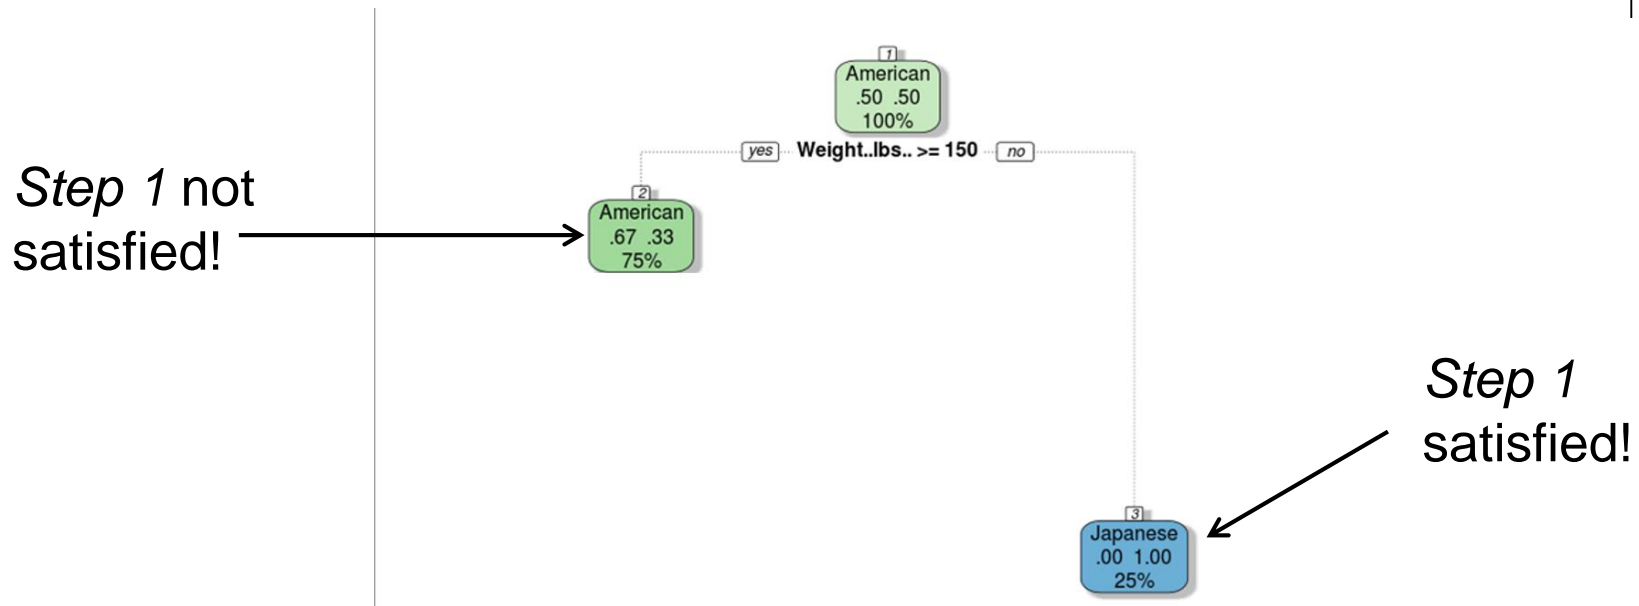 1
American
.50 .50
100%
yes Weight..lbs.. >= 150 no
Step 1 not
satisfied!
2
American
.67 .33
75%
Step 1
satisfied!
3
Japanese
.00 1.00
25%